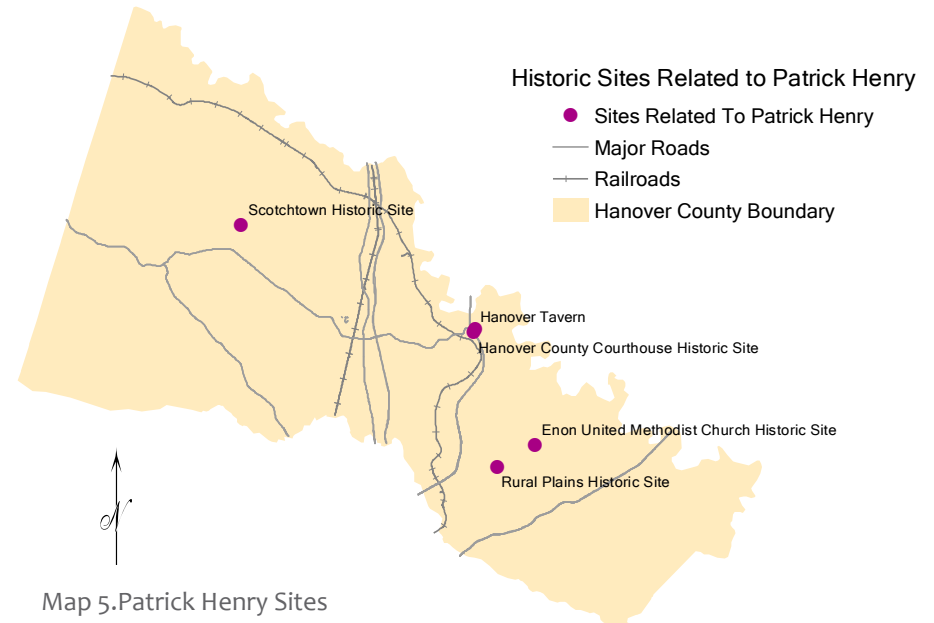 Historic Sites Related to Patrick Henry
Sites Related To Patrick Henry
Major Roads
Railroads
Hanover County Boundary
Scotchtown Historic Site
Hanover Tavern
Hanover County Courthouse Historic Site
Enon United Methodist Church Historic Site
Rural Plains Historic Site
N
Map 5.Patrick Henry Sites